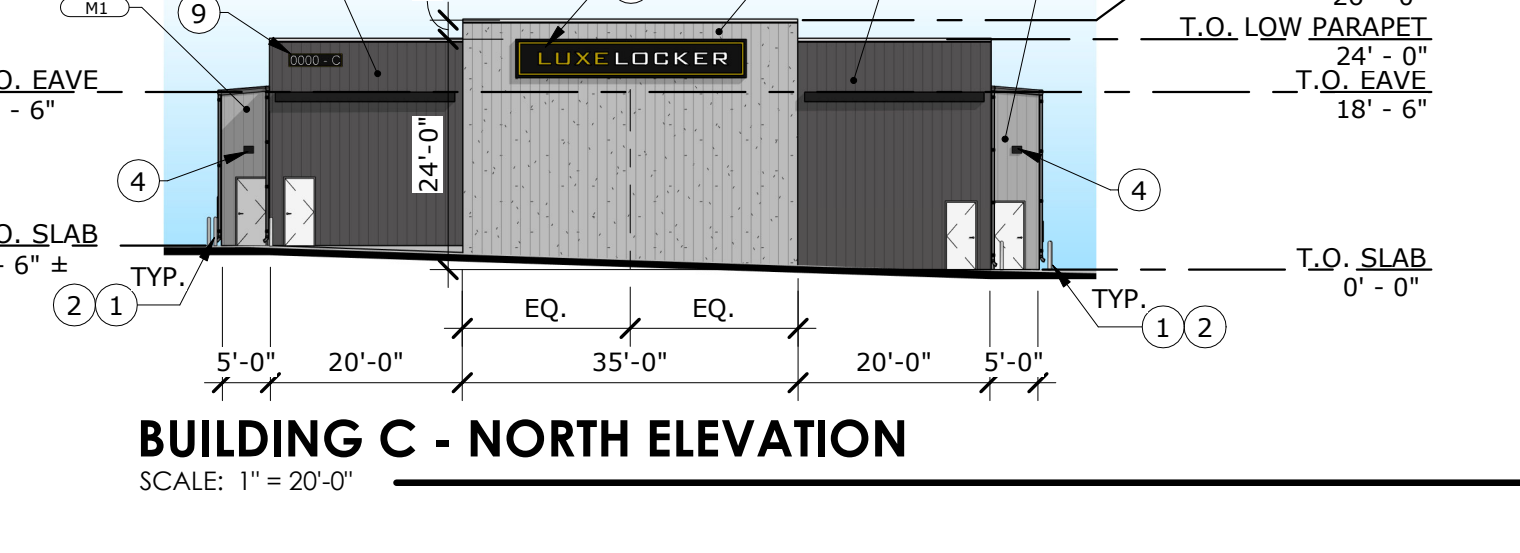 M1
9
T.O. LOW PARAPET
24' - 0"
0000 - C
LUXELOCKER
O. EAVE
- 6"
T.O. EAVE
18' - 6"
24'-0"
4
4
O. SLAB
- 6" ±
TYP.
2 1
T.O. SLAB
0' - 0"
TYP.
1 2
EQ. EQ.
5'-0" 20'-0" 35'-0" 20'-0" 5'-0"
BUILDING C - NORTH ELEVATION
SCALE: 1" = 20'-0"